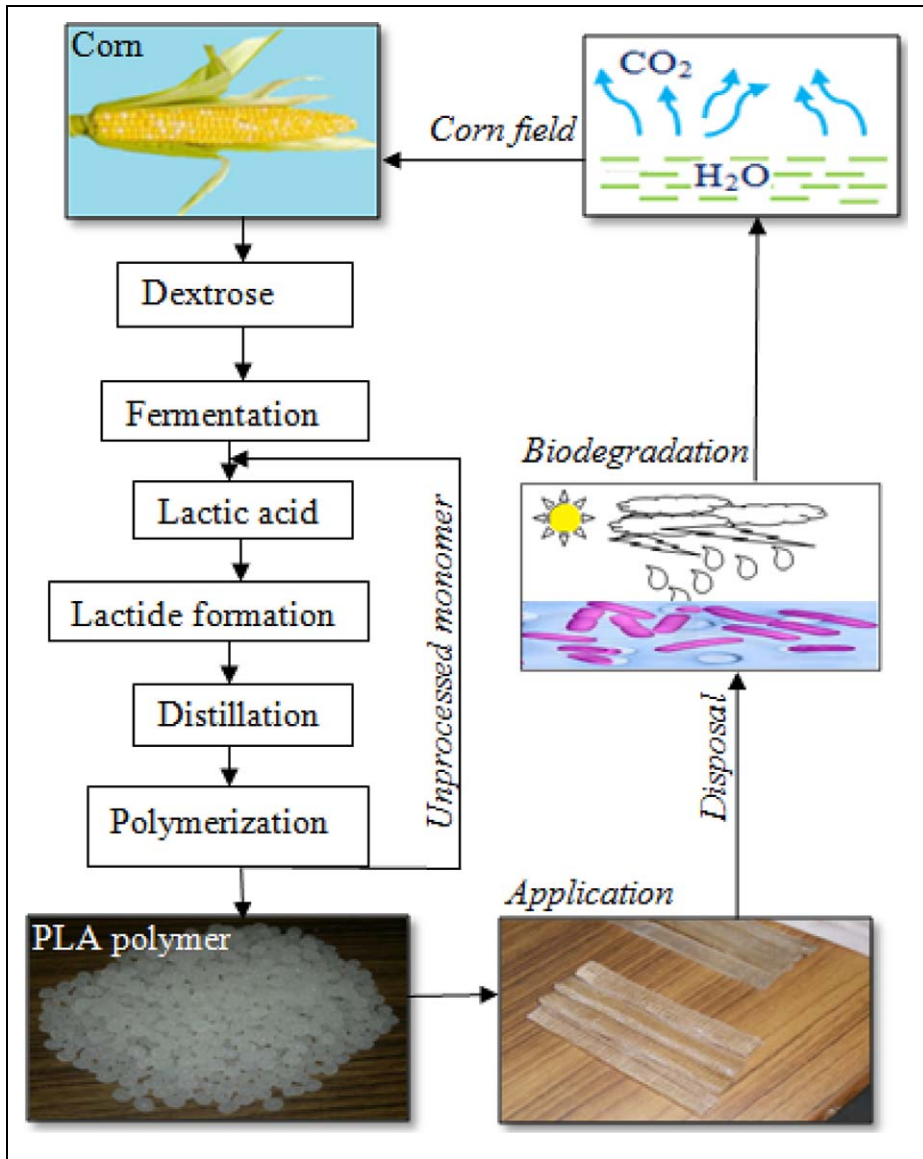 Corn
CO₂
Corn field
H₂O
Dextrose
Fermentation
Biodegradation
Lactic acid
Unprocessed monomer
Lactide formation
Distillation
Disposal
Polymerization
Application
PLA polymer